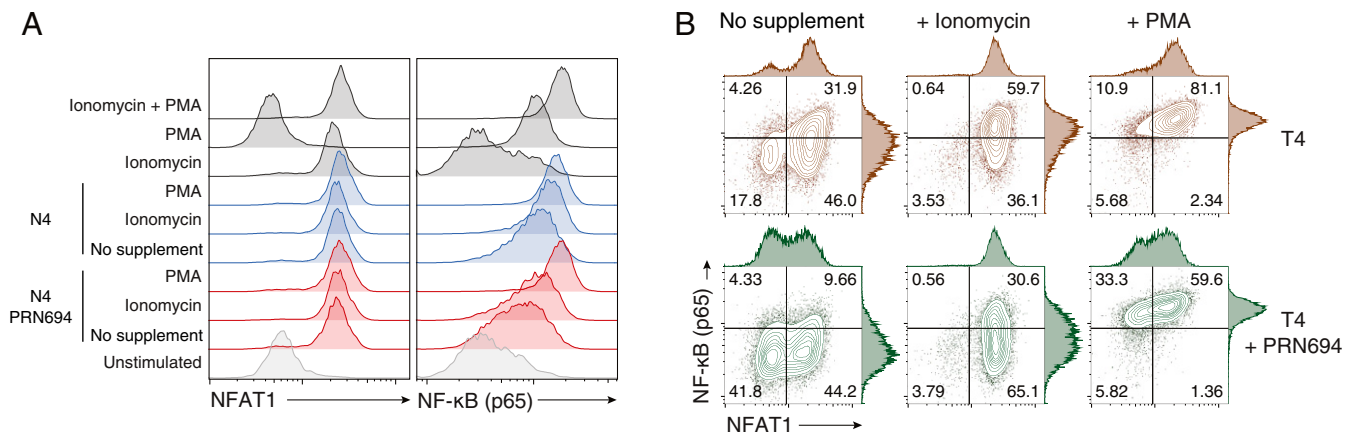 A
Ionomycin + PMA
PMA
Ionomycin
N4
PMA
Ionomycin
No supplement
N4
PRN694
PMA
Ionomycin
No supplement
Unstimulated
NFAT1
NF-κB (p65)
B
No supplement
+ Ionomycin
+ PMA
4.26 31.9
17.8 46.0
0.64 59.7
3.53 36.1
10.9 81.1
5.68 2.34
T4
4.33 9.66
41.8 44.2
0.56 30.6
3.79 65.1
33.3 59.6
5.82 1.36
T4
+ PRN694
NF-κB (p65)
NFAT1